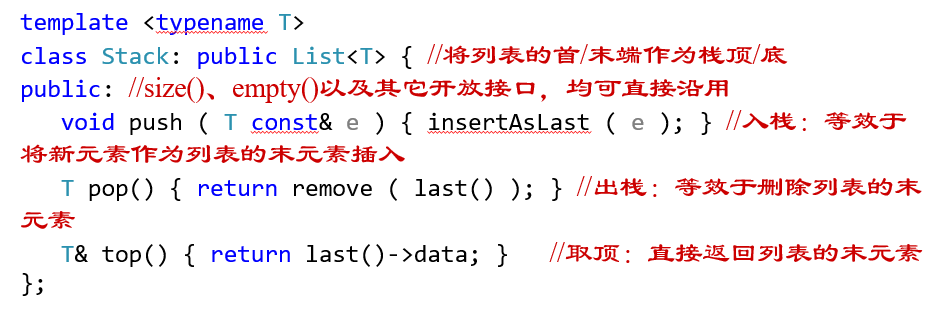 template <typename T>
class Stack: public List<T> { //将列表的首/末端作为栈顶/底
public: //size()、empty()以及其它开放接口，均可直接沿用
void push ( T const& e ) { insertAsLast ( e ); } //入栈：等效于
将新元素作为列表的末元素插入
T pop() { return remove ( last() ); } //出栈：等效于删除列表的末
元素
T& top() { return last()->data; } //取顶：直接返回列表的末元素
};